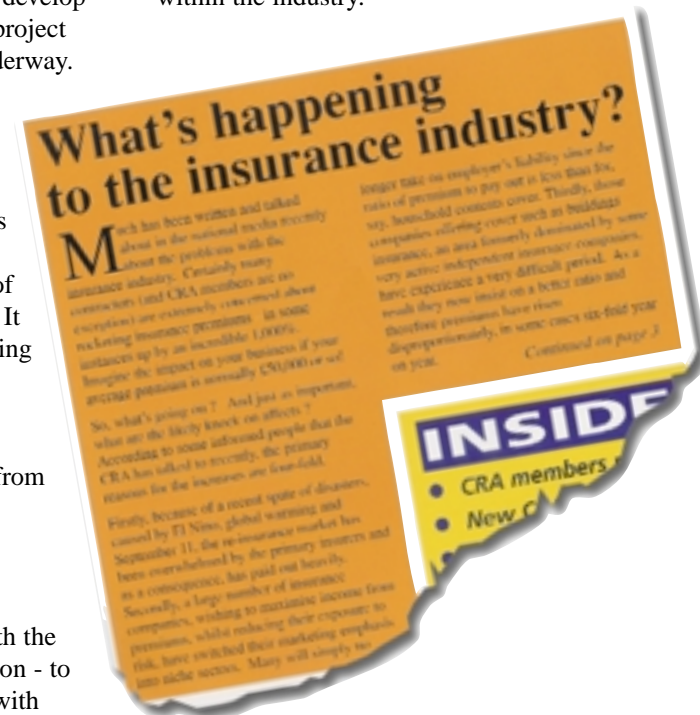 develop
project
derway.
s
of
It
ing
from
th the
on - to
with
within the industry.
What's happening
to the insurance industry?
Much has been written and talked
about in the national media recently
about the problems with the
insurance industry. Certainly many
contractors (and CRA members are no
exception) are extremely concerned about
rocketing insurance premiums in some
instances up by an incredible 1,000%.
Imagine the impact on your business if your
average premium is normally £50,000 or so!
So, what's going on ? And just as important,
what are the likely knock on affects ?
According to some informed people that the
CRA has talked to recently, the primary
reasons for the increases are four-fold.
Firstly, because of a recent spate of disasters,
caused by El Nino, global warming and
September 11, the re-insurance market has
been overwhelmed by the primary insurers and
as a consequence, has paid out heavily.
Secondly, a large number of insurance
companies, wishing to maximise income from
premiums, whilst reducing their exposure to
risk, have switched their marketing emphasis
into niche sectors. Many will simply no
longer take on employer's liability since the
ratio of premium to pay out is less than for,
say, household contents cover. Thirdly, those
companies offering cover such as buildings
insurance, an area formerly dominated by some
very active independent insurance companies,
have experience a very difficult period. As a
result they now insist on a better ratio and
therefore premiums have risen
disproportionately, in some cases six-fold year
on year.
Continued on page 3
INSIDE
• CRA members
• New C